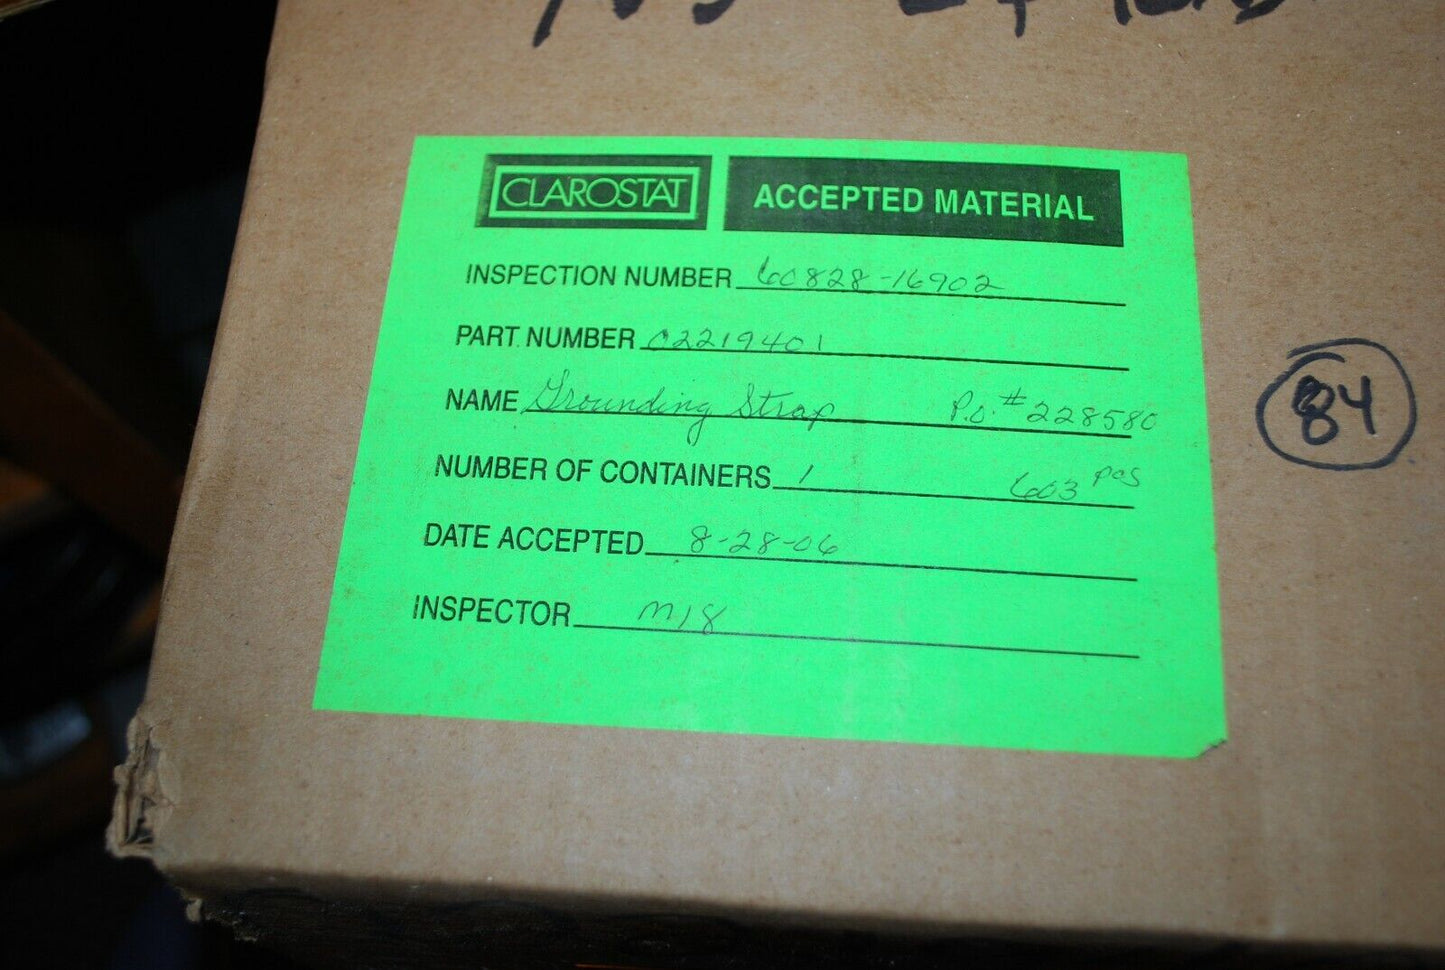 CLAROSTAT ACCEPTED MATERIAL
INSPECTION NUMBER 60828-16902
PART NUMBER 02219401
NAME Grounding Strap P.O. # 228580
NUMBER OF CONTAINERS 1 603 pcs
DATE ACCEPTED 8-28-06
INSPECTOR M18
84